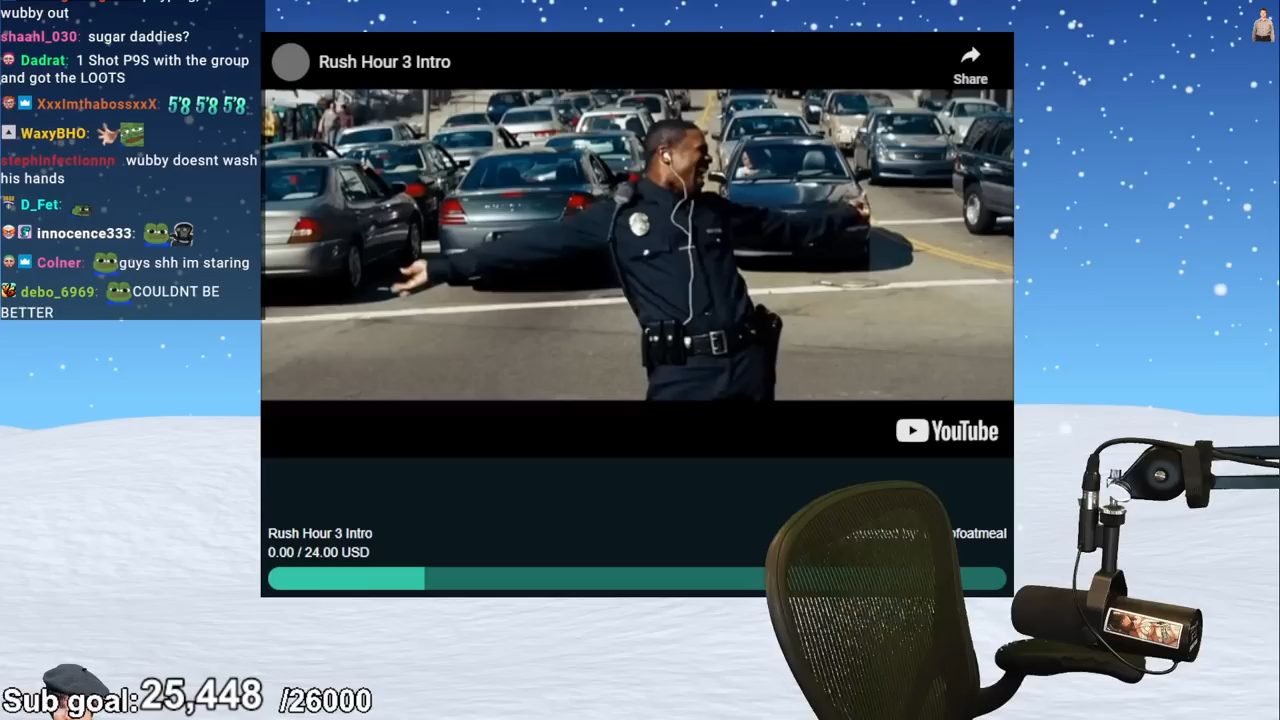 wubby out
shaahl_030: sugar daddies?
Dadrat: 1 Shot P9S with the group
and got the LOOTS
XxxImthabossxxX: 5'8 5'8 5'8
WaxyBHO:
stephinfectionnn wubby doesnt wash
his hands
D_Fet:
innocence333:
Colner: guys shh im staring
debo_6969: COULDNT BE
BETTER
Rush Hour 3 Intro
Share
YouTube
Rush Hour 3 Intro
ofoatmeal
0.00 / 24.00 USD
Sub goal: 25,448 /26000